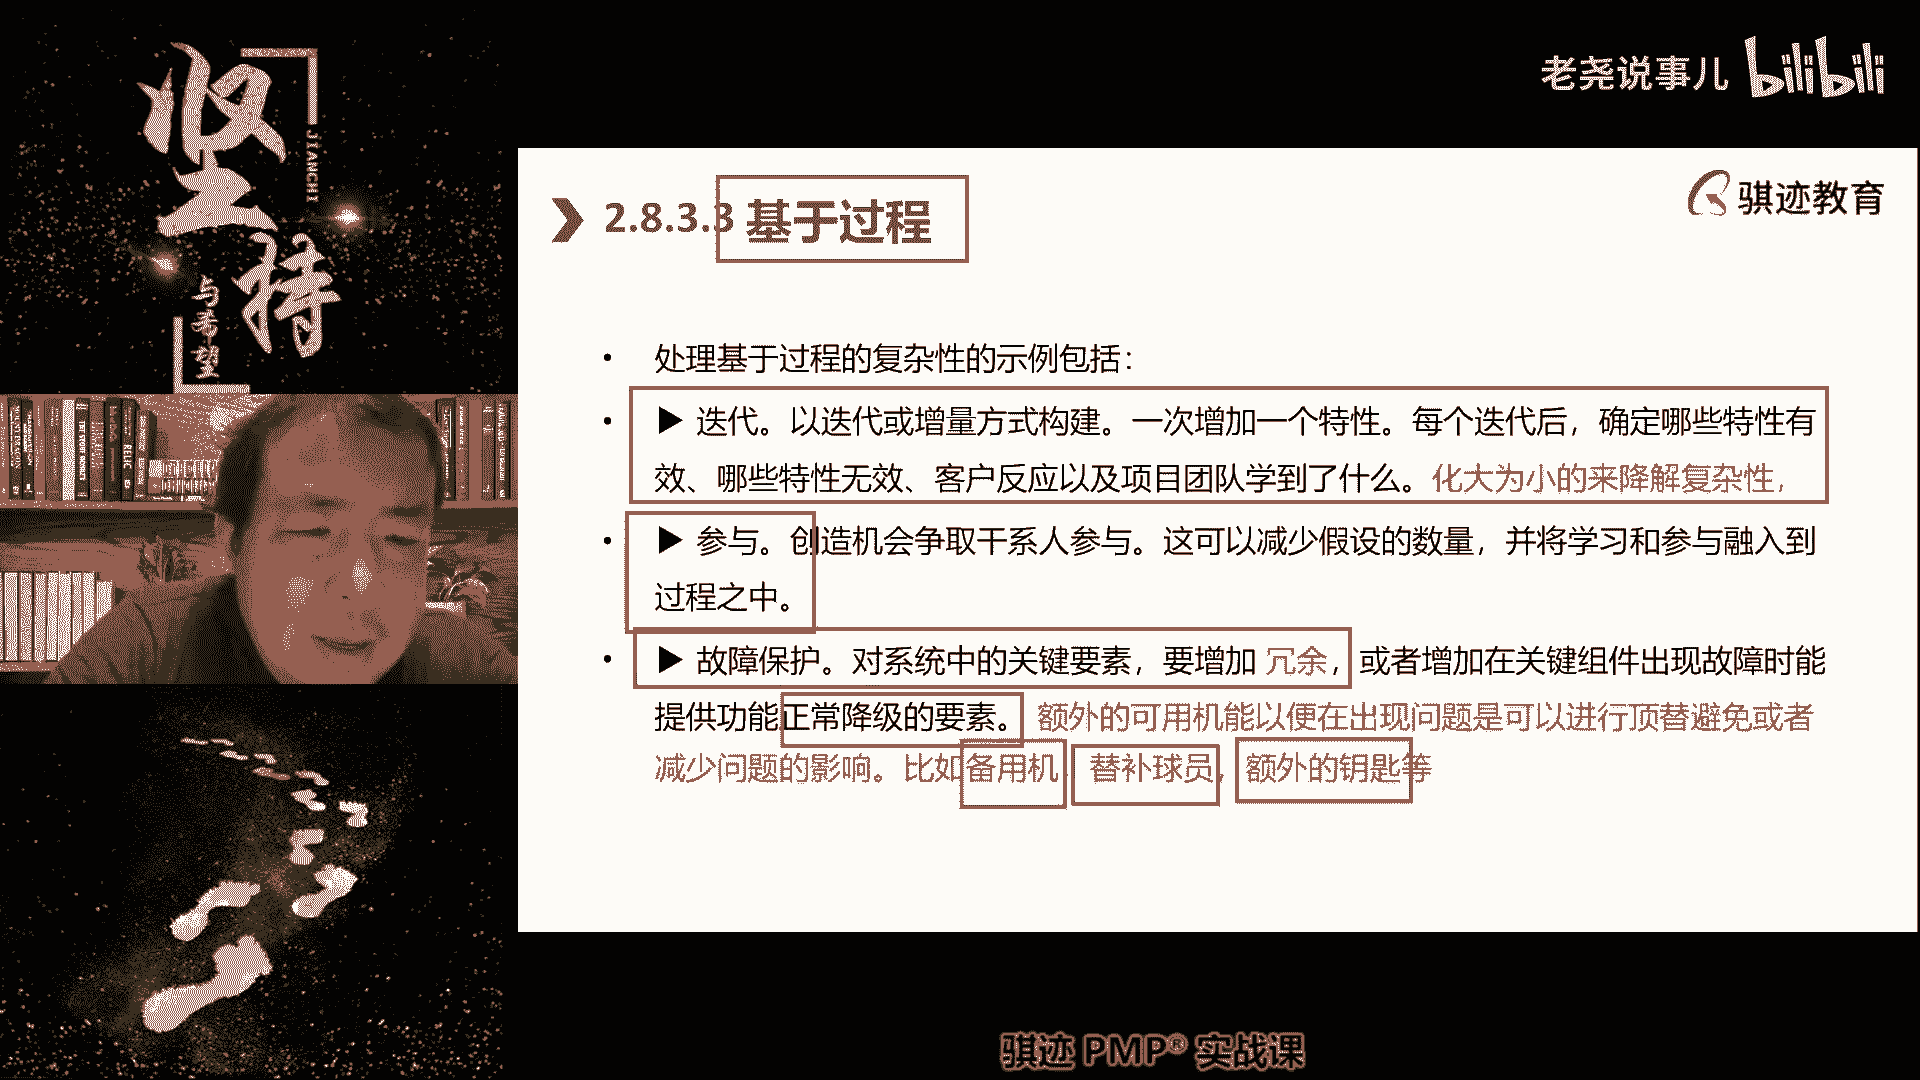 坚持
JIANCHI
与希望
老尧说事儿 bilibili
骐迹教育
2.8.3.3 基于过程
• 处理基于过程的复杂性的示例包括：
• ▶ 迭代。以迭代或增量方式构建。一次增加一个特性。每个迭代后，确定哪些特性有
效、哪些特性无效、客户反应以及项目团队学到了什么。化大为小的来降解复杂性，
• ▶ 参与。创造机会争取干系人参与。这可以减少假设的数量，并将学习和参与融入到
过程之中。
• ▶ 故障保护。对系统中的关键要素，要增加 冗余，或者增加在关键组件出现故障时能
提供功能正常降级的要素。 额外的可用机能以便在出现问题是可以进行顶替避免或者
减少问题的影响。比如备用机，替补球员，额外的钥匙等
骐迹 PMP® 实战课